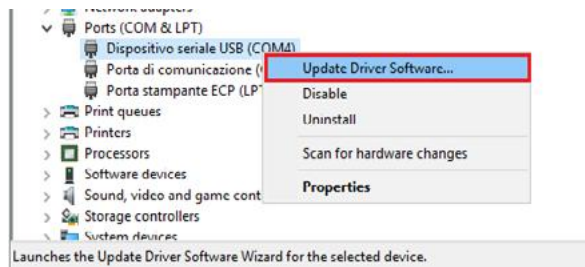 Network adapters
Ports (COM & LPT)
Dispositivo seriale USB (COM4)
Porta di comunicazione (
Porta stampante ECP (LPT
Print queues
Printers
Processors
Software devices
Sound, video and game cont
Storage controllers
System devices
Update Driver Software...
Disable
Uninstall
Scan for hardware changes
Properties
Launches the Update Driver Software Wizard for the selected device.